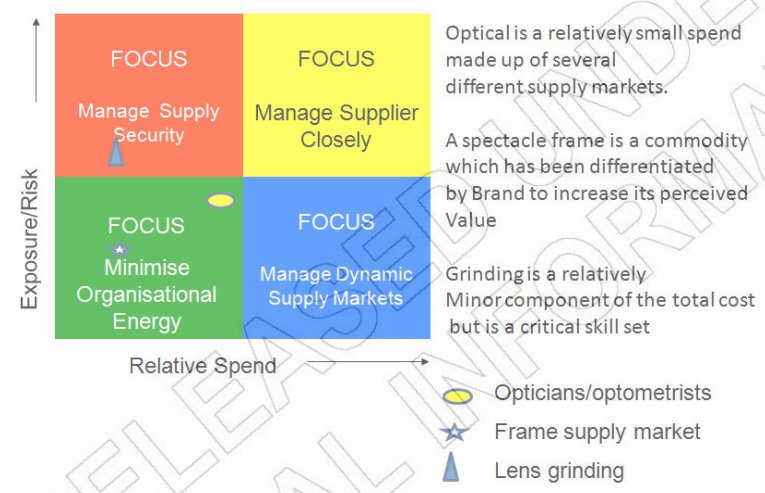 FOCUS
Manage Supply
Security
FOCUS
Manage Supplier
Closely
FOCUS
Minimise
Organisational
Energy
FOCUS
Manage Dynamic
Supply Markets
Exposure/Risk
Relative Spend
Optical is a relatively small spend
made up of several
different supply markets.
A spectacle frame is a commodity
which has been differentiated
by Brand to increase its perceived
Value
Grinding is a relatively
Minor component of the total cost
but is a critical skill set
Opticians/optometrists
Frame supply market
Lens grinding